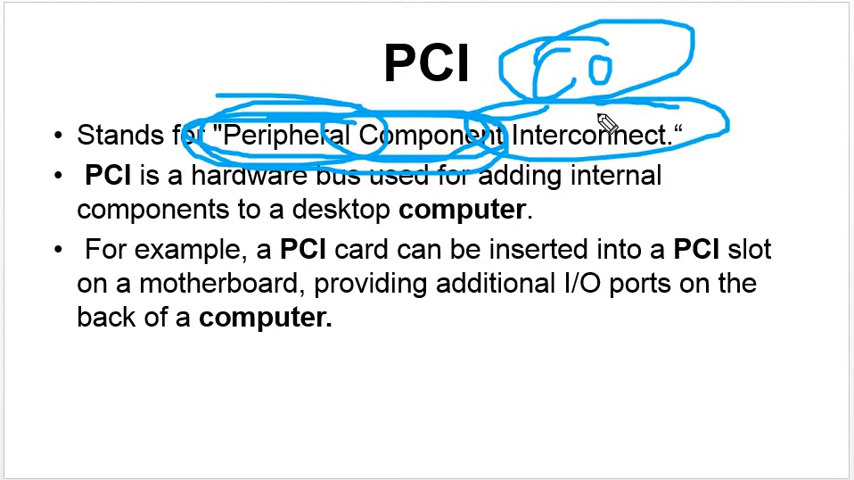 PCI
• Stands for "Peripheral Component Interconnect.“
• PCI is a hardware bus used for adding internal
components to a desktop computer.
• For example, a PCI card can be inserted into a PCI slot
on a motherboard, providing additional I/O ports on the
back of a computer.